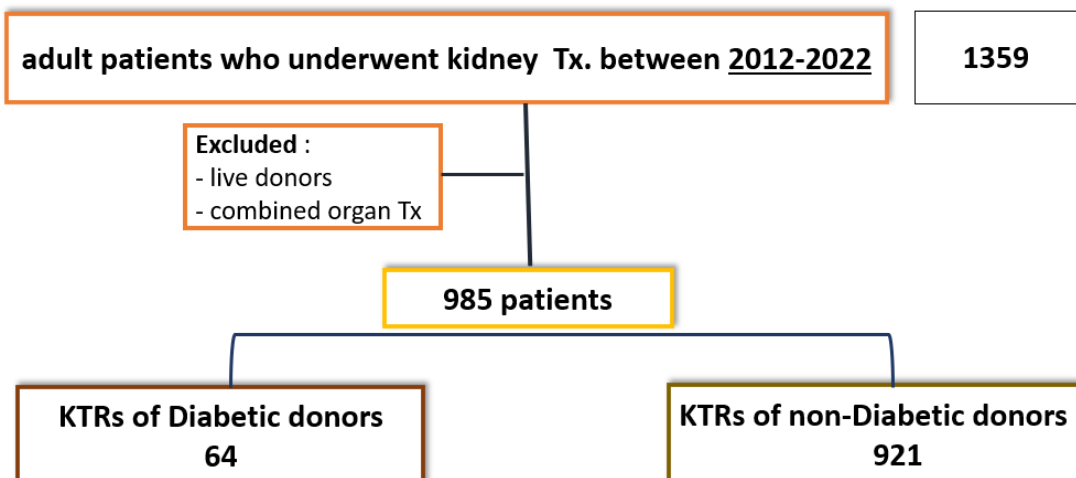 adult patients who underwent kidney Tx. between 2012-2022
1359
Excluded :
- live donors
- combined organ Tx
985 patients
KTRs of Diabetic donors
64
KTRs of non-Diabetic donors
921